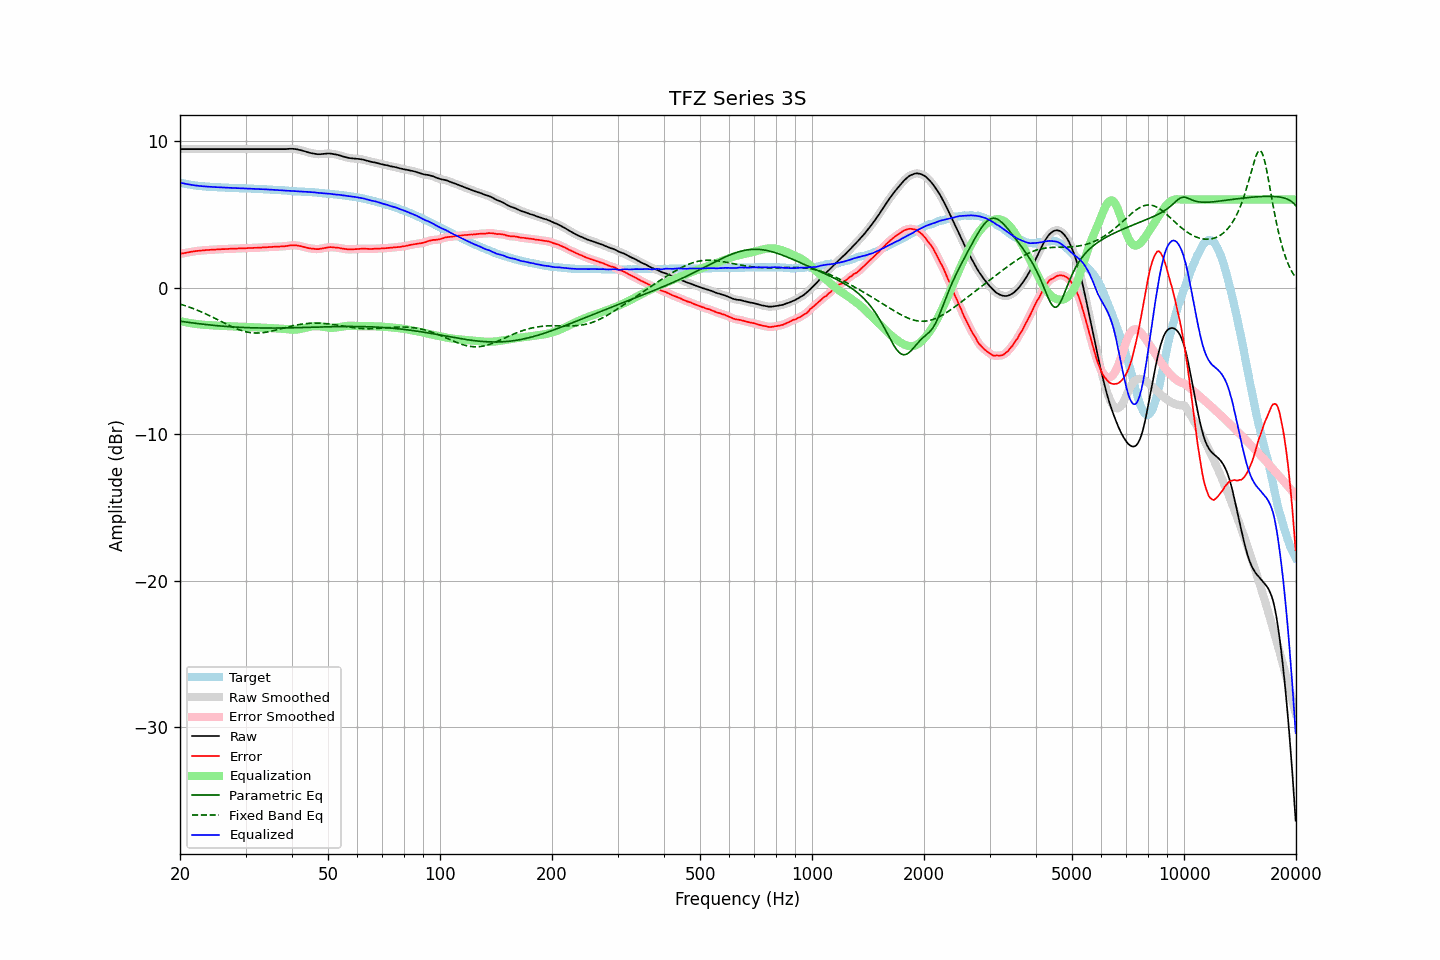 TFZ Series 3S
10
0
−10
−20
−30
Amplitude (dBr)
Target
Raw Smoothed
Error Smoothed
Raw
Error
Equalization
Parametric Eq
Fixed Band Eq
Equalized
20 50 100 200 500 1000 2000 5000 10000 20000
Frequency (Hz)